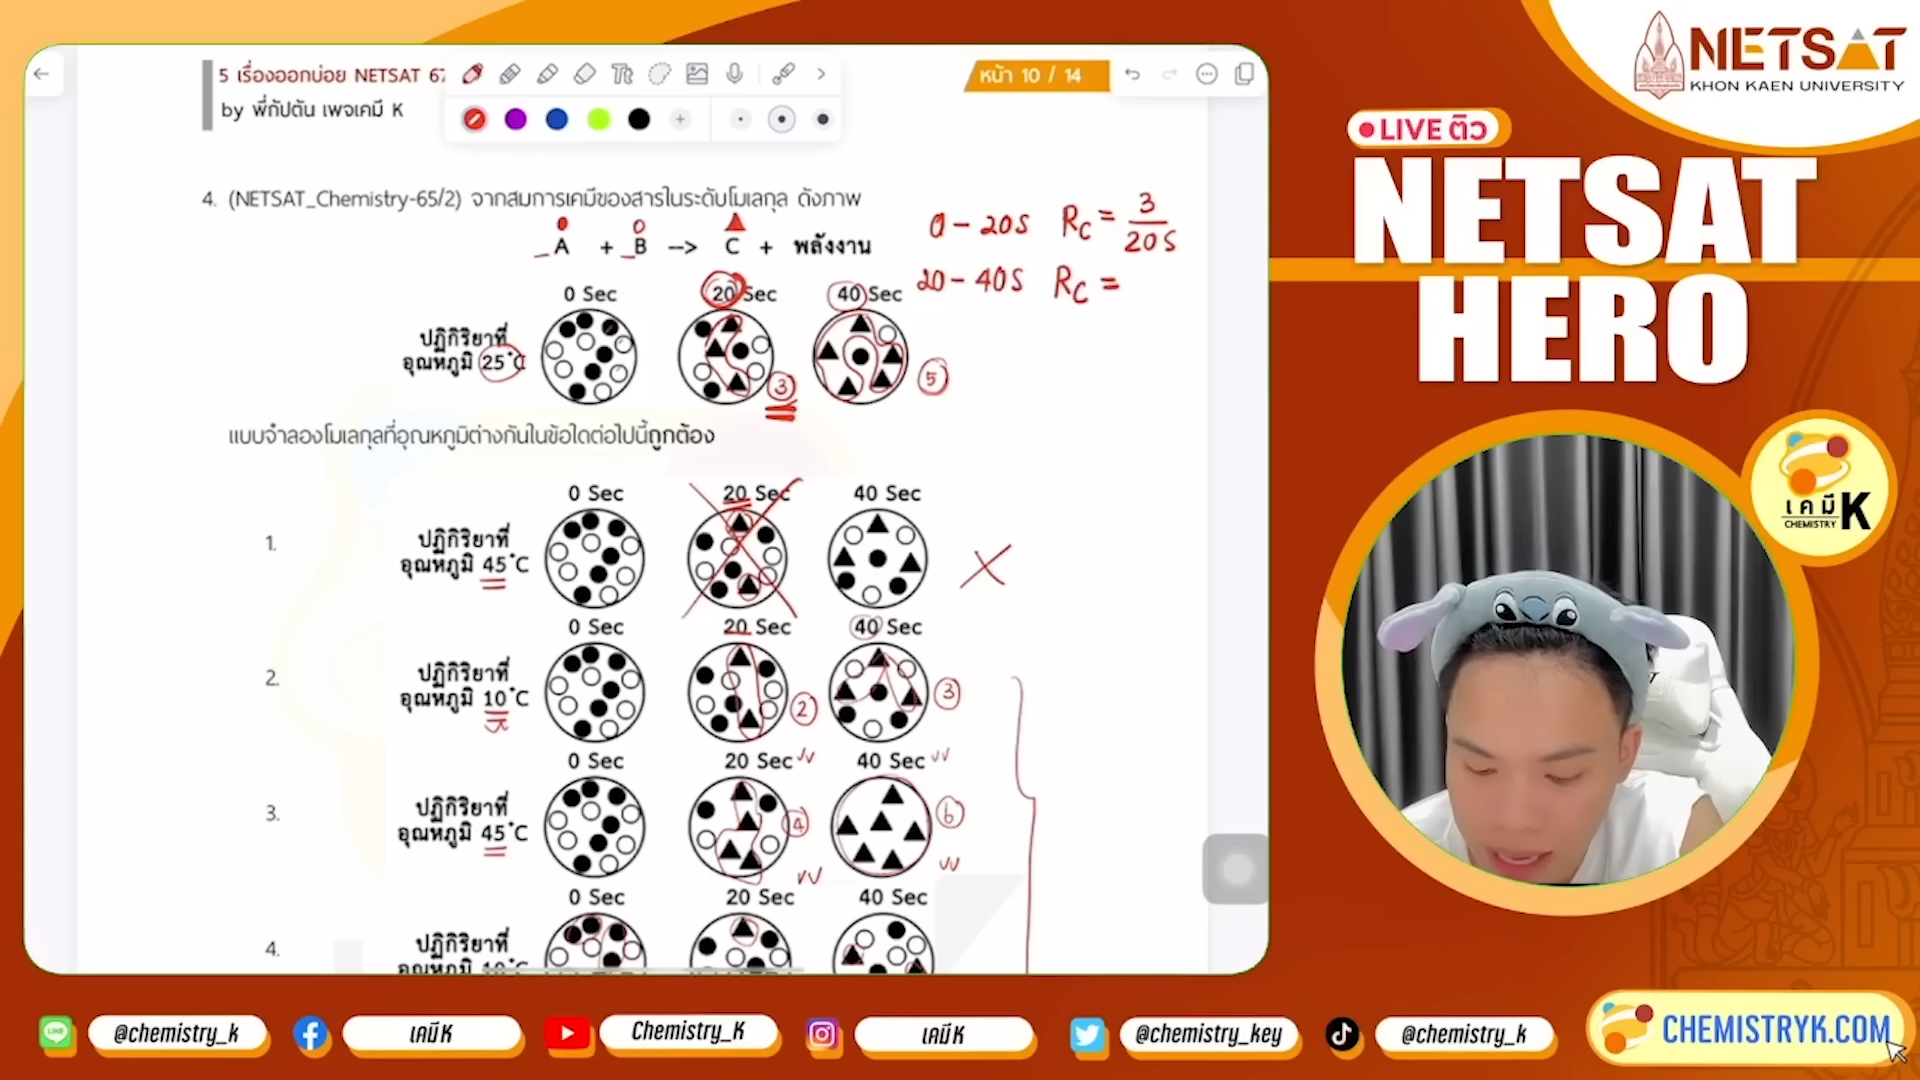 5 เรื่องออกบ่อย NETSAT 67
by พี่กัปตัน เพจเคมี K
หน้า 10 / 14
4. (NETSAT_Chemistry-65/2) จากสมการเคมีของสารในระดับโมเลกุล ดังภาพ
_A + _B --> C + พลังงาน
0 - 20s Rc = 3/20s
20 - 40s Rc =
0 Sec 20 Sec 40 Sec
ปฏิกิริยาที่
อุณหภูมิ 25°C
3
5
แบบจำลองโมเลกุลที่อุณหภูมิต่างกันในข้อใดต่อไปนี้ถูกต้อง
0 Sec 20 Sec 40 Sec
1. ปฏิกิริยาที่
อุณหภูมิ 45°C
0 Sec 20 Sec 40 Sec
2. ปฏิกิริยาที่
อุณหภูมิ 10°C
2
3
0 Sec 20 Sec 40 Sec
3. ปฏิกิริยาที่
อุณหภูมิ 45°C
4
6
0 Sec 20 Sec 40 Sec
4. ปฏิกิริยาที่
NETSAT
KHON KAEN UNIVERSITY
LIVE ติว
NETSAT
HERO
เคมี K
CHEMISTRY
@chemistry_k
เคมี K
Chemistry_K
เคมี K
@chemistry_key
@chemistry_k
CHEMISTRYK.COM